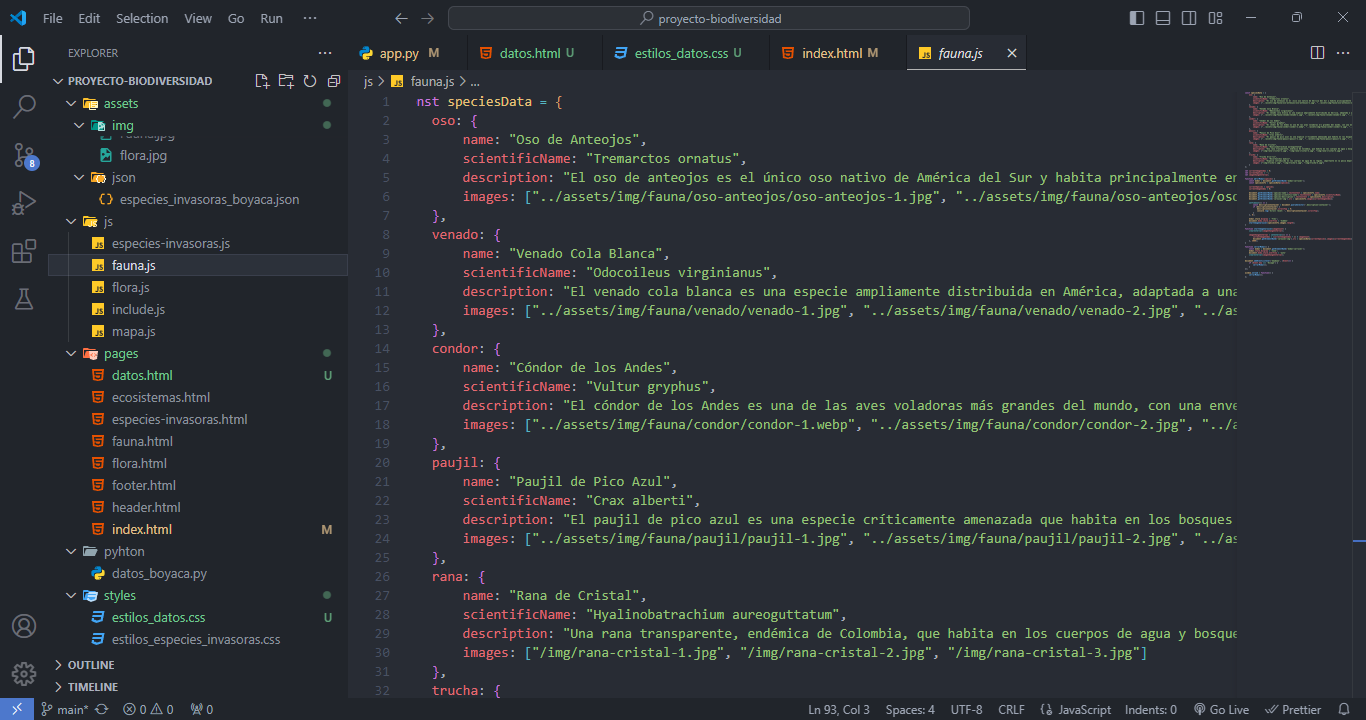 File Edit Selection View Go Run ··· proyecto-biodiversidad
EXPLORER ···
PROYECTO-BIODIVERSIDAD
assets
img
flora.jpg
json
especies_invasoras_boyaca.json
js
especies-invasoras.js
fauna.js
flora.js
include.js
mapa.js
pages
datos.html U
ecosistemas.html
especies-invasoras.html
fauna.html
flora.html
footer.html
header.html
index.html M
pyhton
datos_boyaca.py
styles
estilos_datos.css U
estilos_especies_invasoras.css
OUTLINE
TIMELINE
8
app.py M datos.html U estilos_datos.css U index.html M fauna.js ···
js > fauna.js > ...
1 nst speciesData = {
2 oso: {
3 name: "Oso de Anteojos",
4 scientificName: "Tremarctos ornatus",
5 description: "El oso de anteojos es el único oso nativo de América del Sur y habita principalmente en
6 images: ["../assets/img/fauna/oso-anteojos/oso-anteojos-1.jpg", "../assets/img/fauna/oso-anteojos/oso
7 },
8 venado: {
9 name: "Venado Cola Blanca",
10 scientificName: "Odocoileus virginianus",
11 description: "El venado cola blanca es una especie ampliamente distribuida en América, adaptada a una
12 images: ["../assets/img/fauna/venado/venado-1.jpg", "../assets/img/fauna/venado/venado-2.jpg", "../as
13 },
14 condor: {
15 name: "Cóndor de los Andes",
16 scientificName: "Vultur gryphus",
17 description: "El cóndor de los Andes es una de las aves voladoras más grandes del mundo, con una enve
18 images: ["../assets/img/fauna/condor/condor-1.webp", "../assets/img/fauna/condor/condor-2.jpg", "../a
19 },
20 paujil: {
21 name: "Paujil de Pico Azul",
22 scientificName: "Crax alberti",
23 description: "El paujil de pico azul es una especie críticamente amenazada que habita en los bosques
24 images: ["../assets/img/fauna/paujil/paujil-1.jpg", "../assets/img/fauna/paujil/paujil-2.jpg", "../as
25 },
26 rana: {
27 name: "Rana de Cristal",
28 scientificName: "Hyalinobatrachium aureoguttatum",
29 description: "Una rana transparente, endémica de Colombia, que habita en los cuerpos de agua y bosque
30 images: ["/img/rana-cristal-1.jpg", "/img/rana-cristal-2.jpg", "/img/rana-cristal-3.jpg"]
31 },
32 trucha: {
main* 0 0 0 Ln 93, Col 3 Spaces: 4 UTF-8 CRLF {} JavaScript Indents: 0 Go Live Prettier